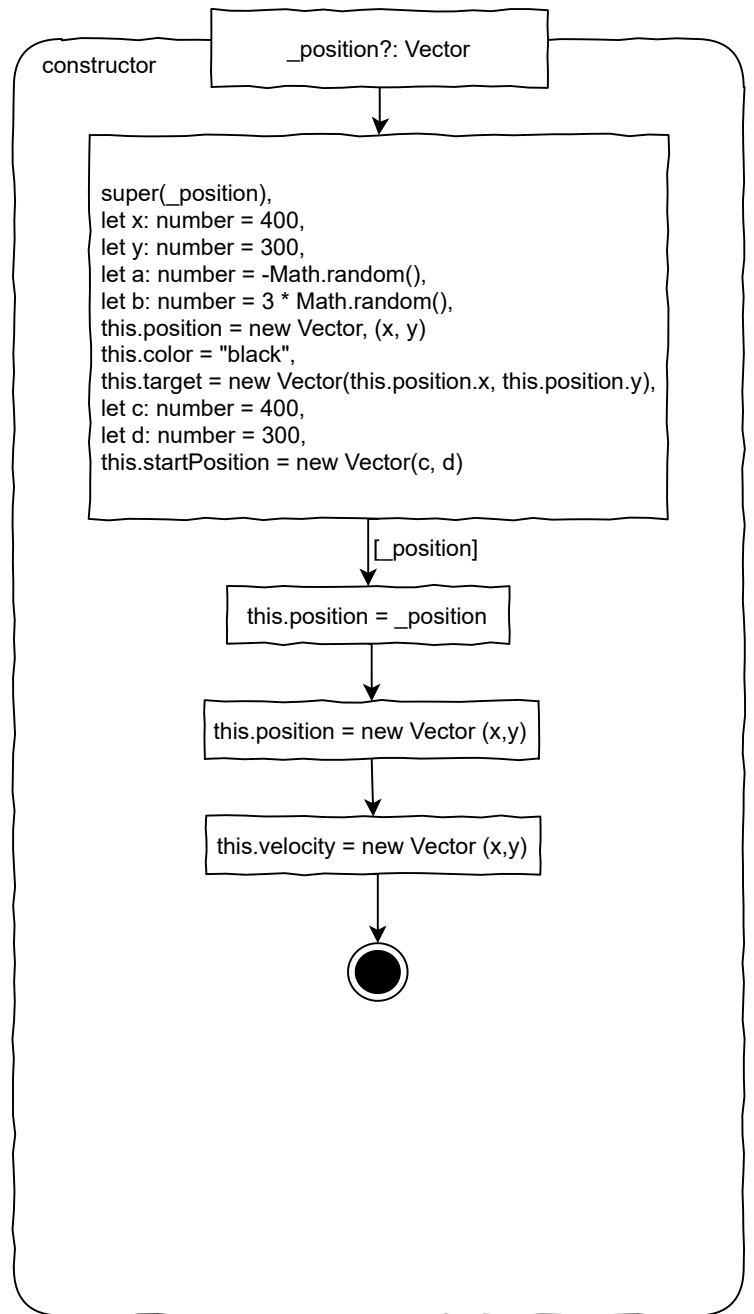 _position?: Vector
constructor
super(_position),
let x: number = 400,
let y: number = 300,
let a: number = -Math.random(),
let b: number = 3 * Math.random(),
this.position = new Vector, (x, y)
this.color = "black",
this.target = new Vector(this.position.x, this.position.y),
let c: number = 400,
let d: number = 300,
this.startPosition = new Vector(c, d)
[_position]
this.position = _position
this.position = new Vector (x,y)
this.velocity = new Vector (x,y)